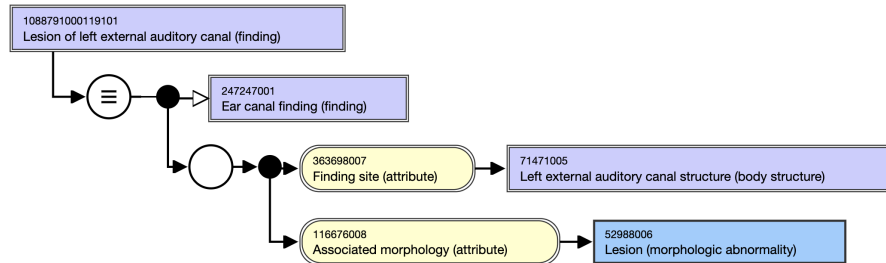 1088791000119101
Lesion of left external auditory canal (finding)
247247001
Ear canal finding (finding)
363698007
Finding site (attribute)
71471005
Left external auditory canal structure (body structure)
116676008
Associated morphology (attribute)
52988006
Lesion (morphologic abnormality)